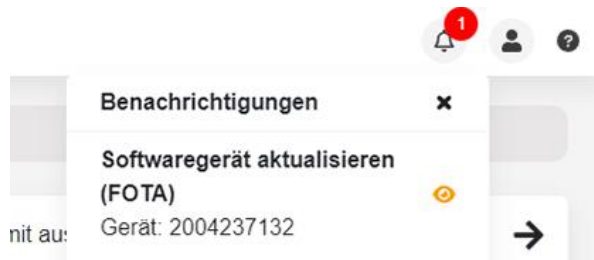 1
Benachrichtigungen
Softwaregerät aktualisieren
(FOTA)
Gerät: 2004237132